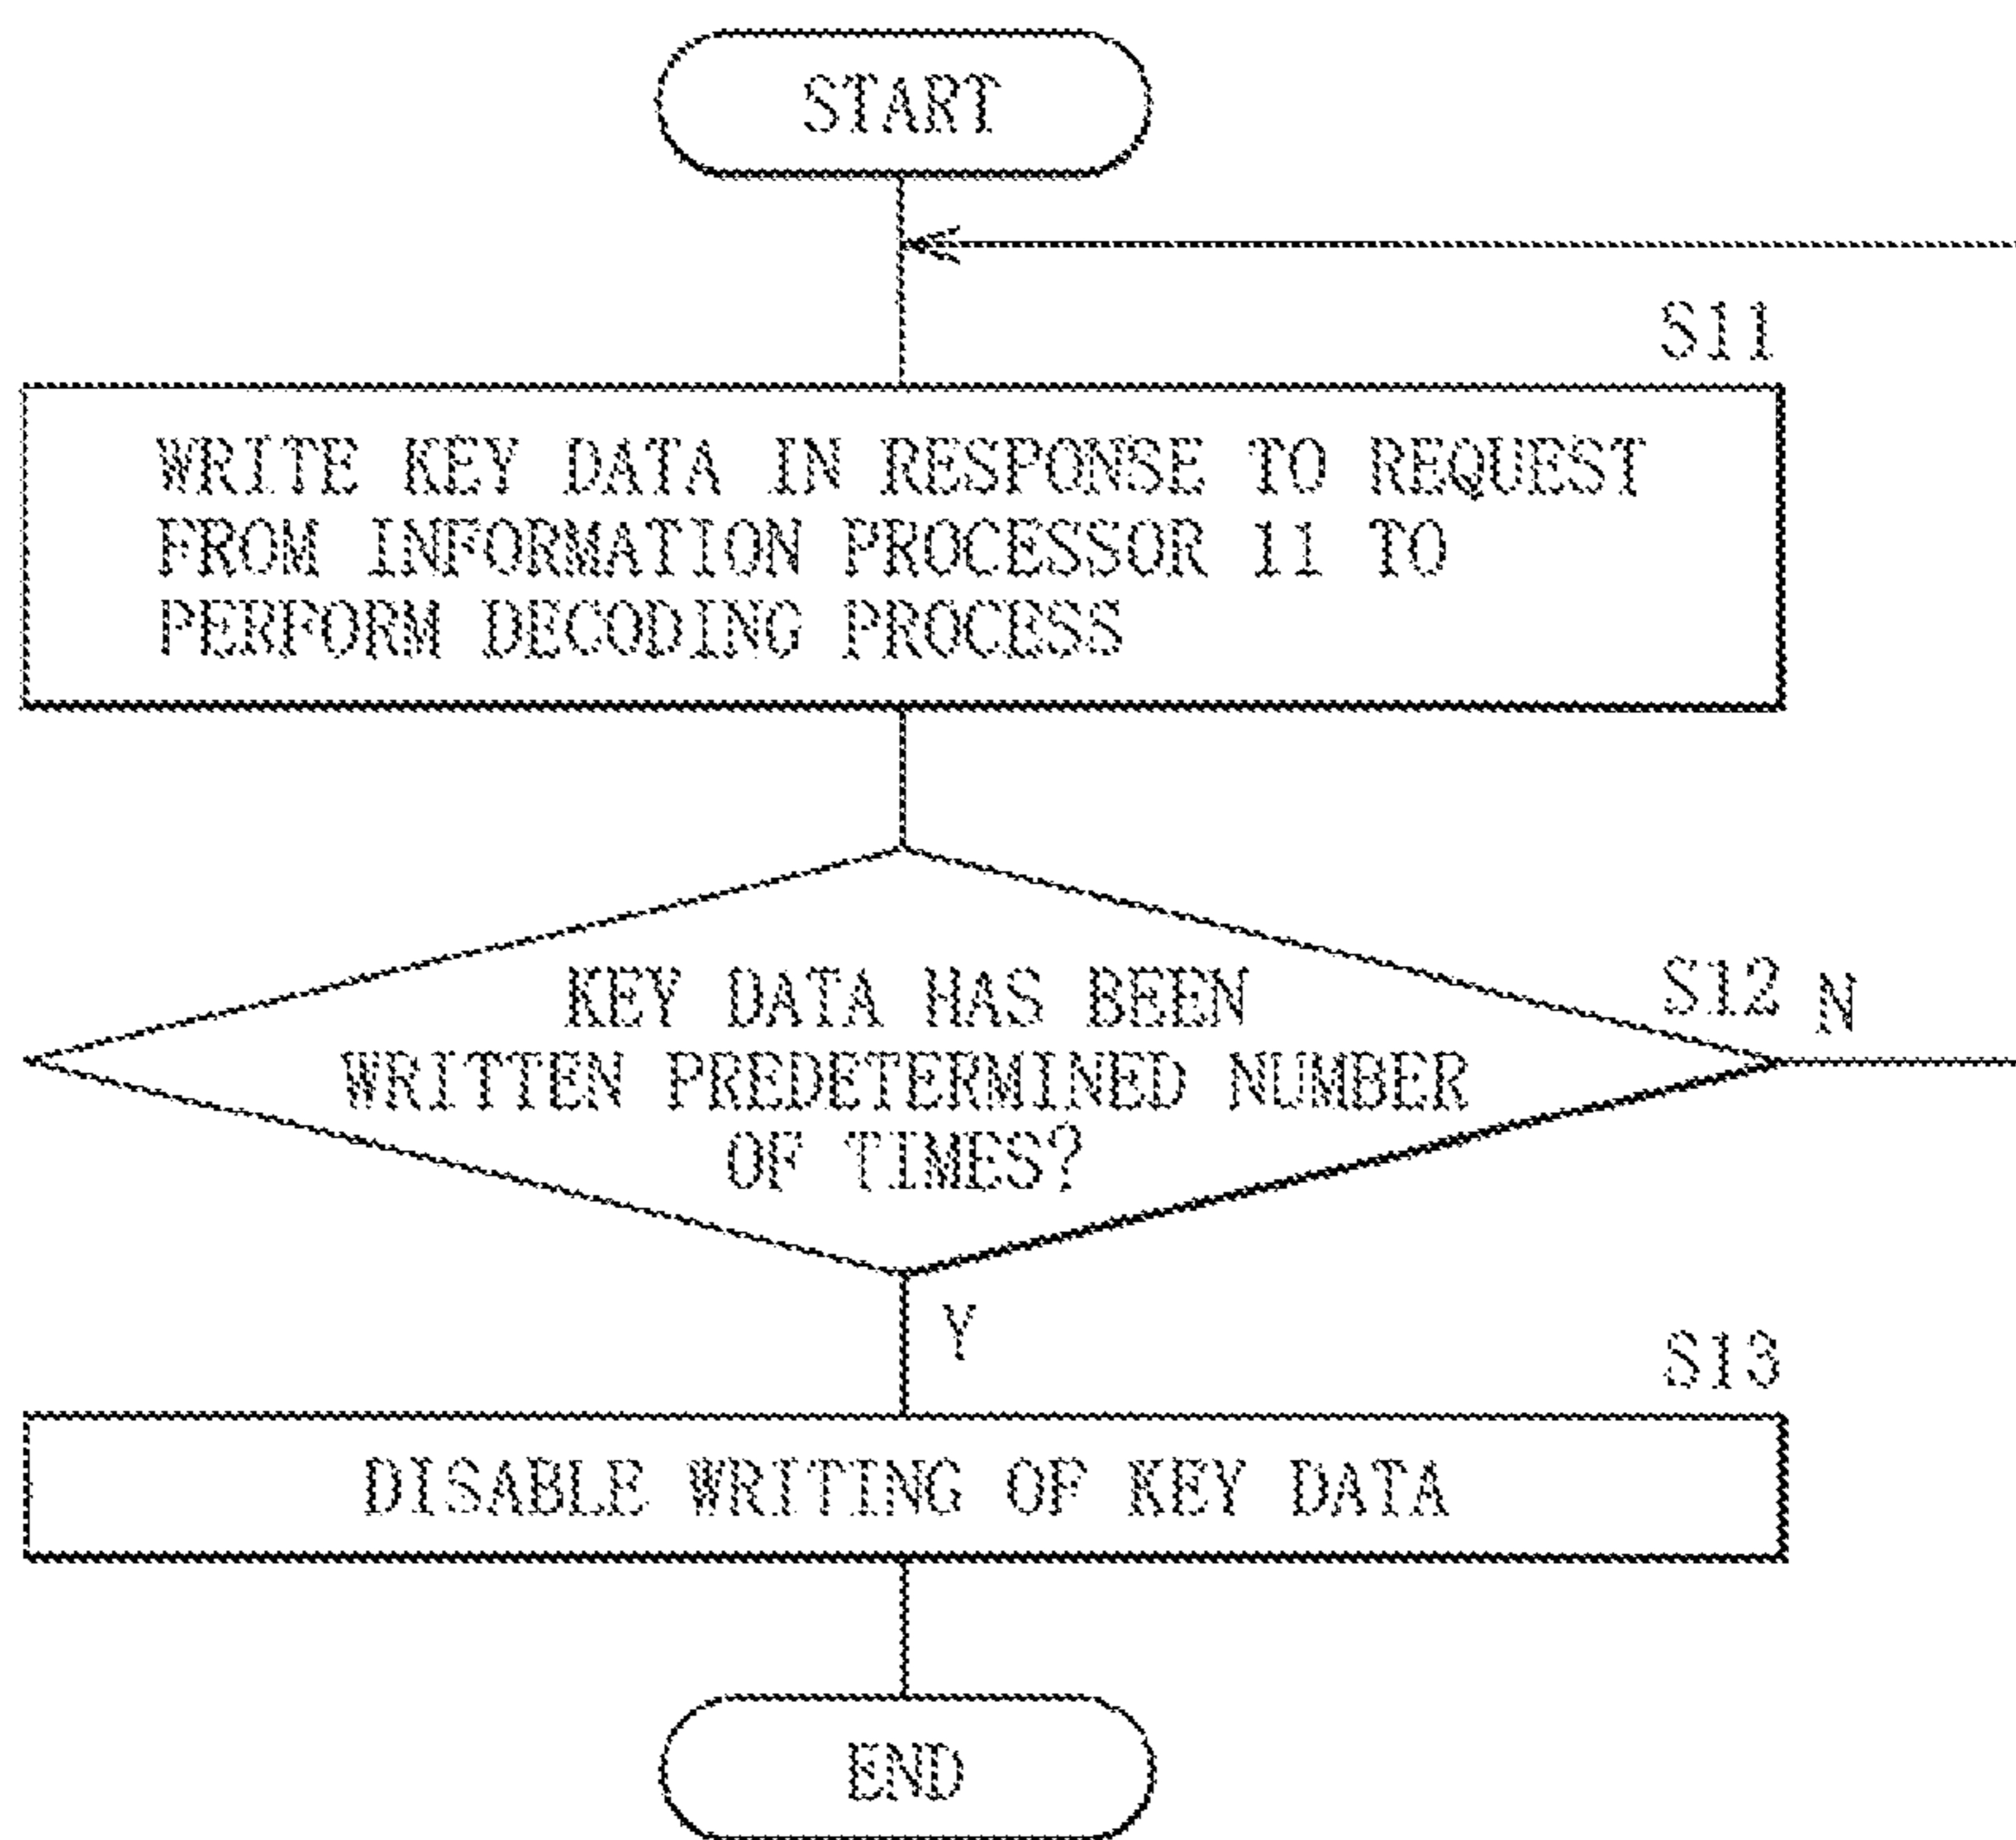 START
S11
WRITE KEY DATA IN RESPONSE TO REQUEST
FROM INFORMATION PROCESSOR 11 TO
PERFORM DECODING PROCESS
S12
N
KEY DATA HAS BEEN
WRITTEN PREDETERMINED NUMBER
OF TIMES?
Y
S13
DISABLE WRITING OF KEY DATA
END